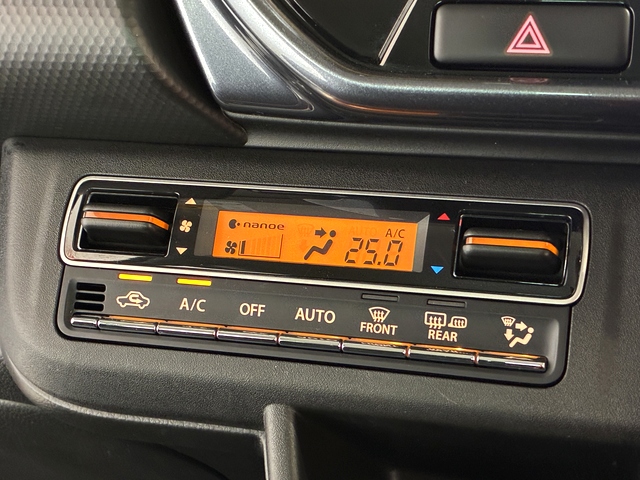 nanoe
A/C
25.0
A/C
OFF
AUTO
FRONT
REAR